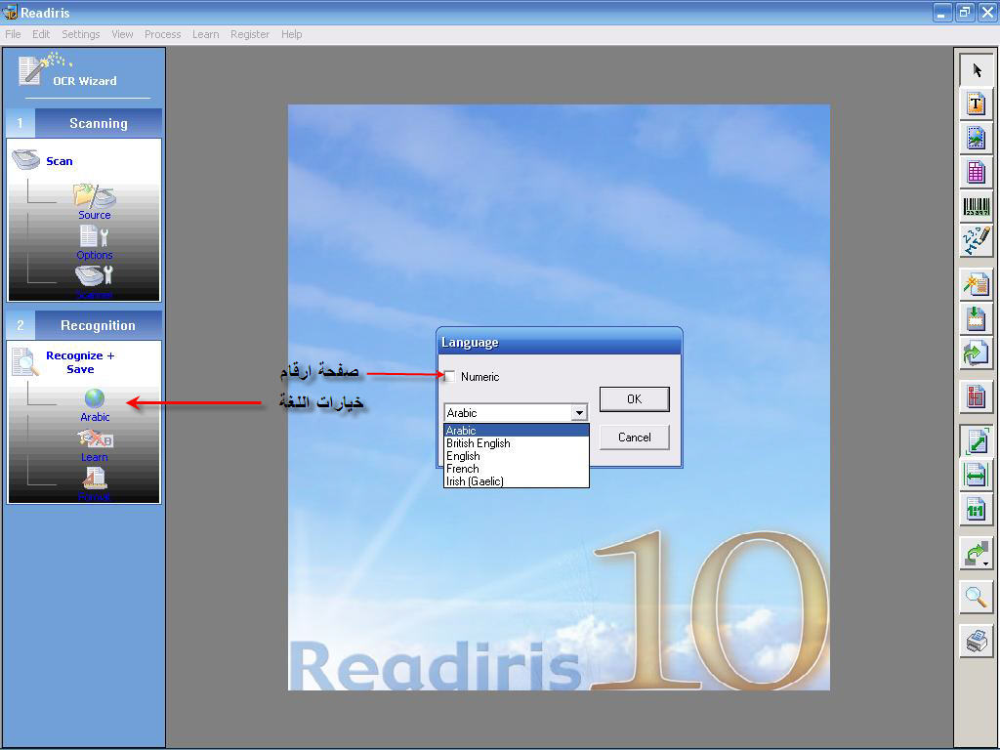 Readiris
File Edit Settings View Process Learn Register Help
OCR Wizard
1 Scanning
Scan
Source
Options
Scanner
2 Recognition
Recognize +
Save
Arabic
Learn
Format
صفحة ارقام
خيارات اللغة
Language
Numeric
OK
Arabic
Cancel
Arabic
British English
English
French
Irish (Gaelic)
10
Readiris
T
1:1